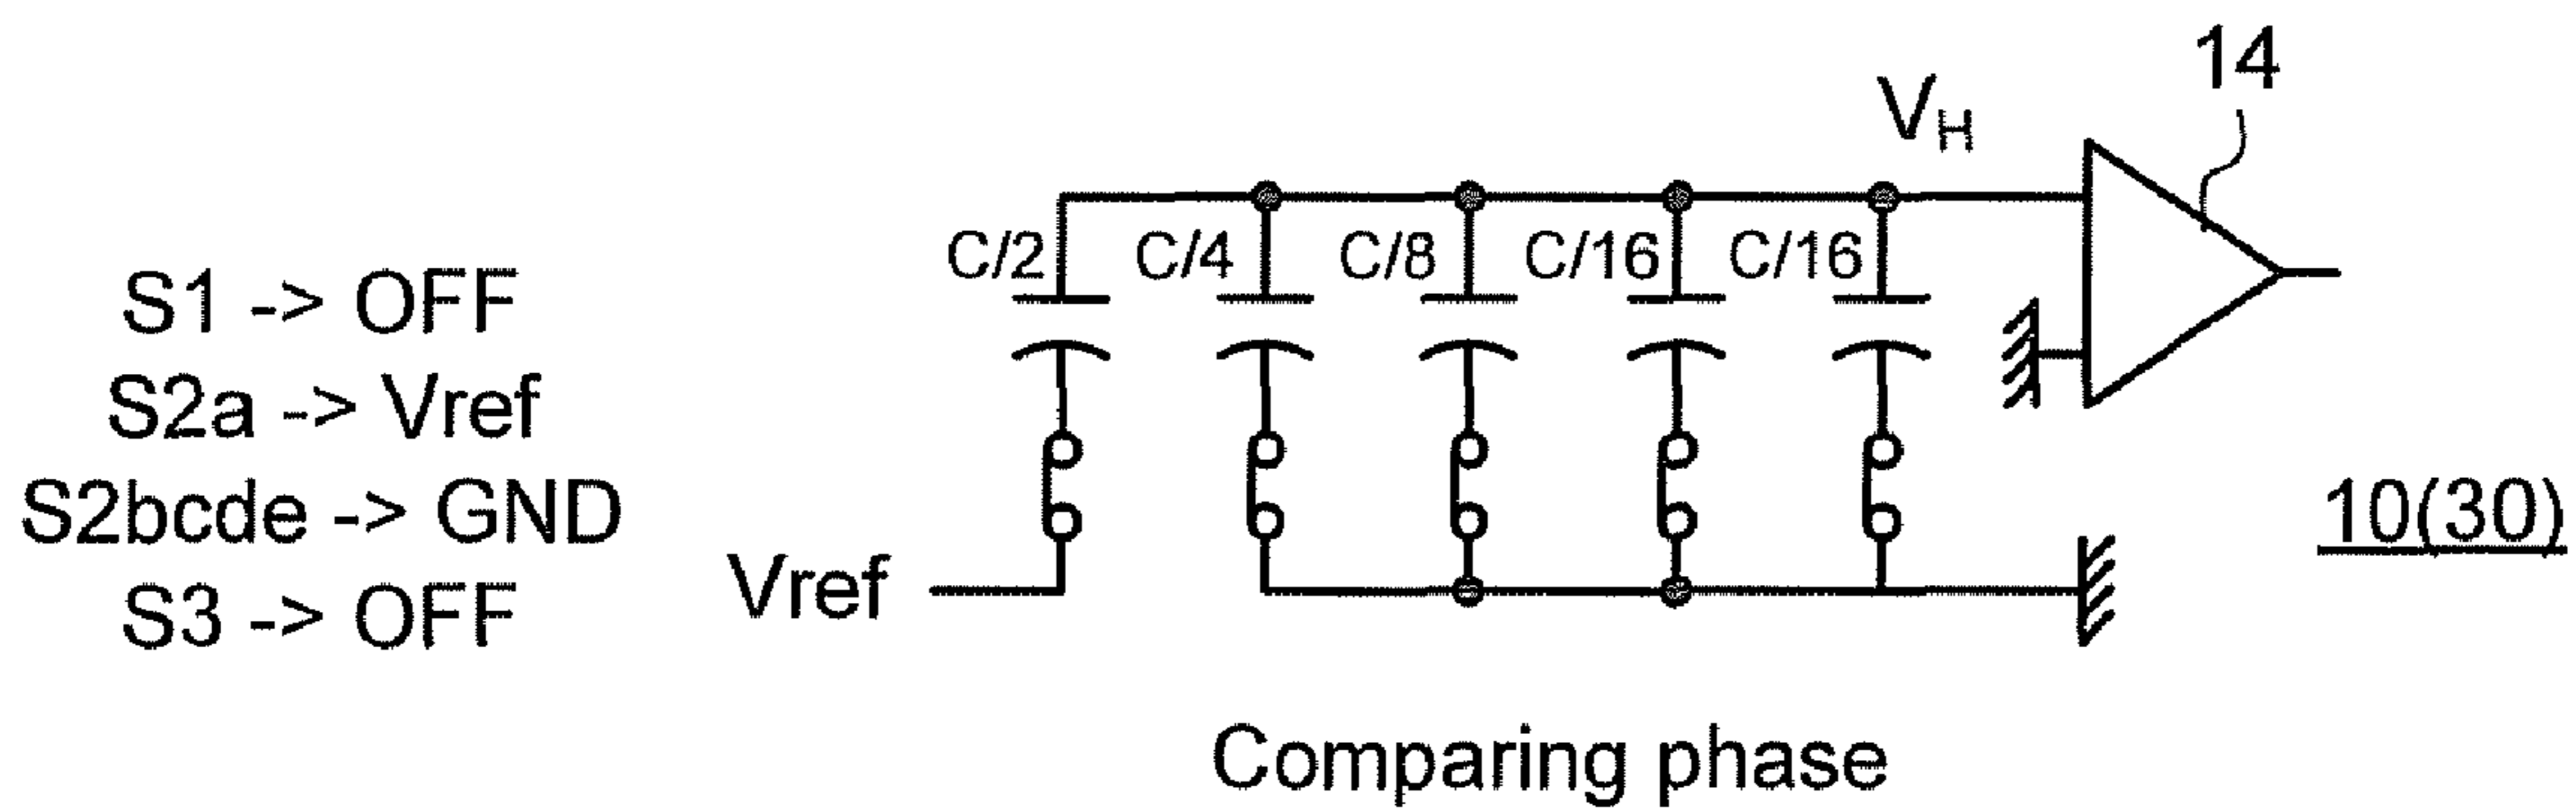 14
V_H
C/2 C/4 C/8 C/16 C/16
S1 -> OFF
S2a -> Vref
S2bcde -> GND
S3 -> OFF
Vref
10(30)
Comparing phase